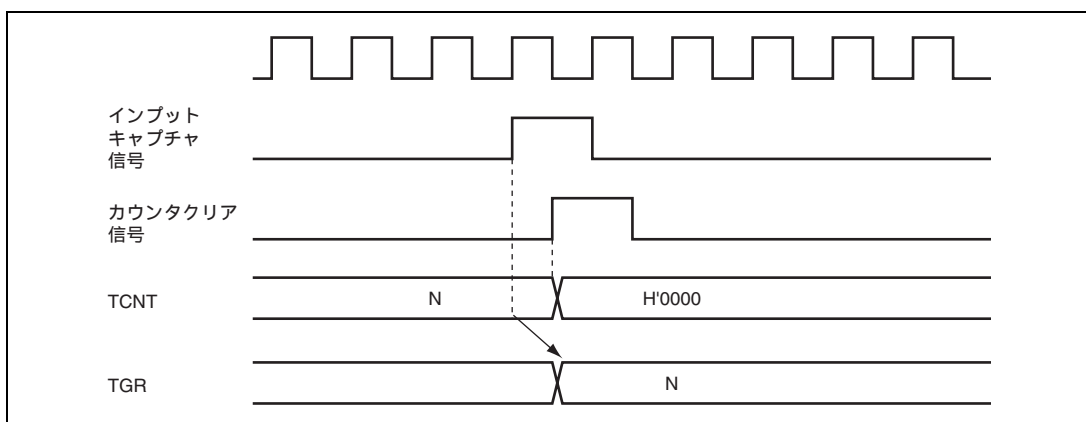 インプット
キャプチャ
信号
カウンタクリア
信号
TCNT
N
H'0000
TGR
N